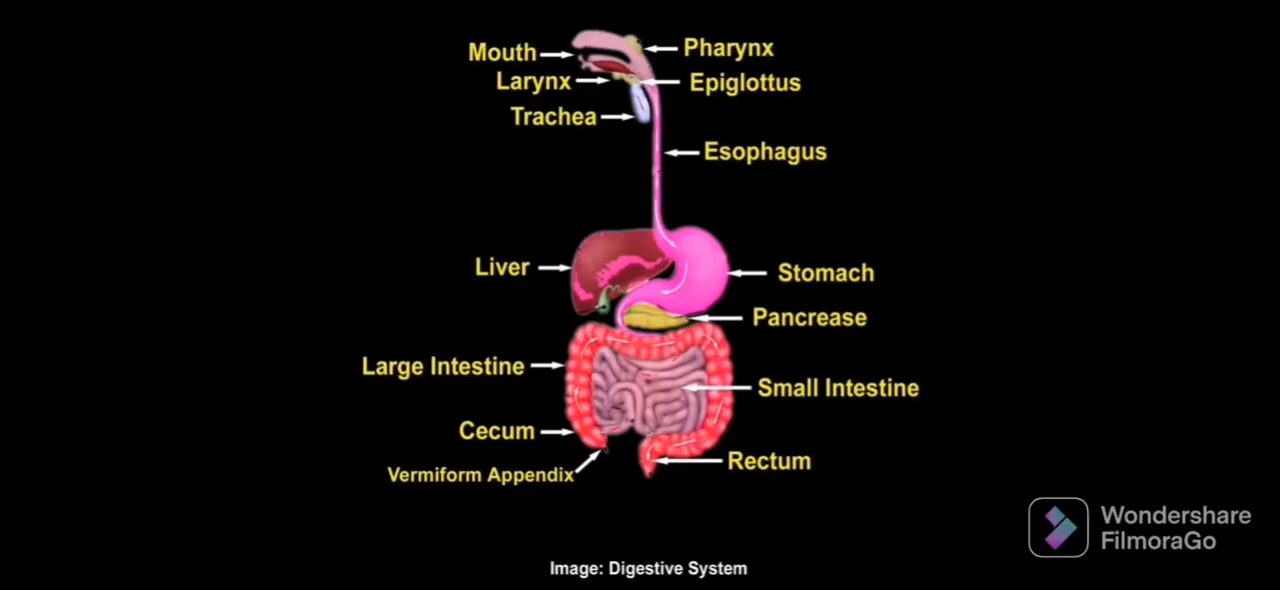 Mouth
Pharynx
Larynx
Epiglottus
Trachea
Esophagus
Liver
Stomach
Pancrease
Large Intestine
Small Intestine
Cecum
Rectum
Vermiform Appendix
Wondershare
FilmoraGo
Image: Digestive System